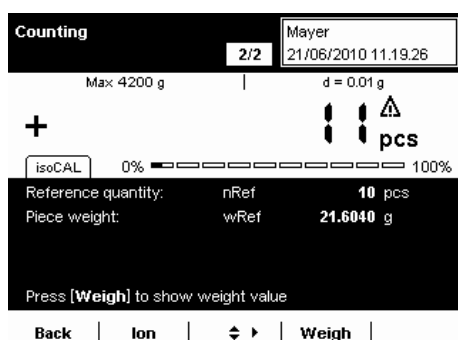 Counting
2/2
Mayer
21/06/2010 11.19.26
Max 4200 g
d = 0.01 g
+ 11 pcs
isoCAL 0% 100%
Reference quantity: nRef 10 pcs
Piece weight: wRef 21.6040 g
Press [Weigh] to show weight value
Back Ion Weigh